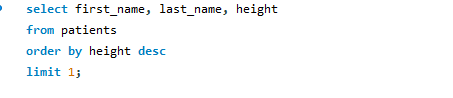 select first_name, last_name, height
from patients
order by height desc
limit 1;